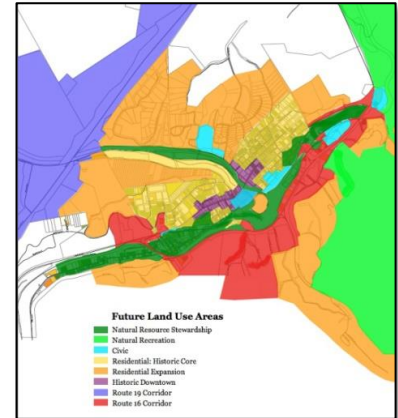 Future Land Use Areas
Natural Resource Stewardship
Natural Recreation
Civic
Residential: Historic Core
Residential Expansion
Historic Downtown
Route 19 Corridor
Route 16 Corridor